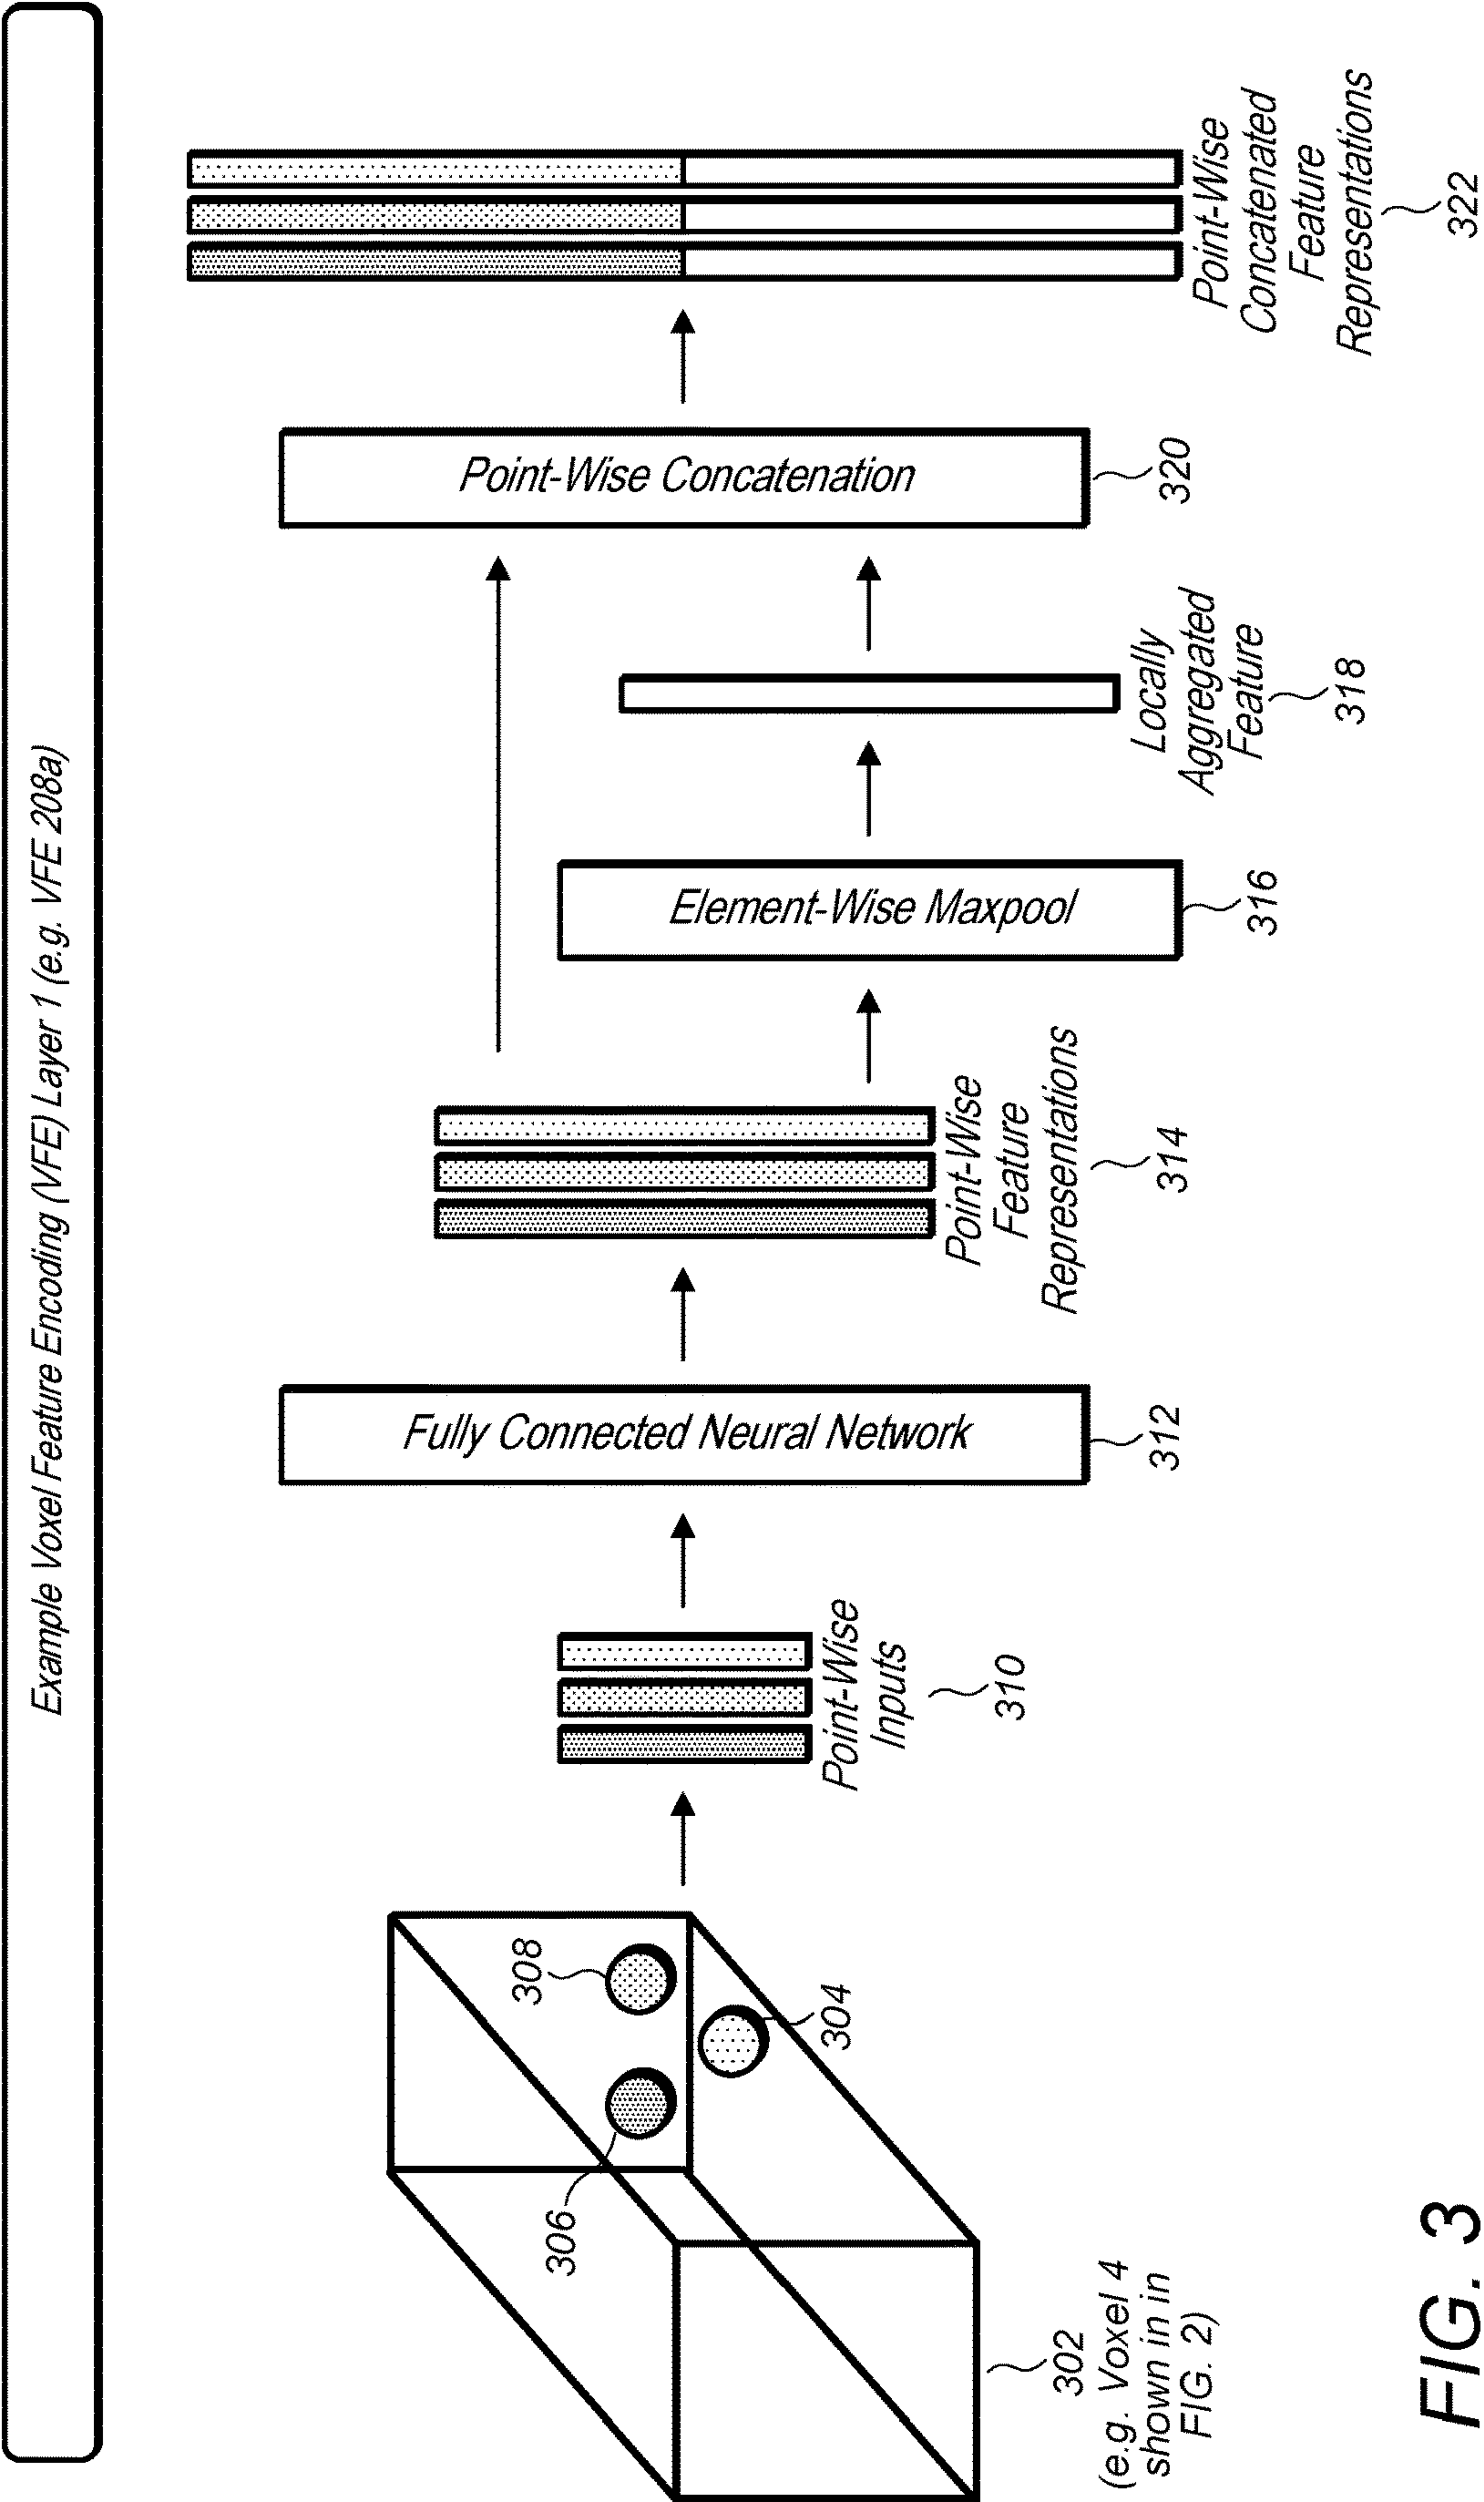 Example Voxel Feature Encoding (VFE) Layer 1 (e.g. VFE 208a)
306
308
304
302
(e.g. Voxel 4
shown in in
FIG. 2)
Point-Wise
Inputs
310
Fully Connected Neural Network
312
Point-Wise
Feature
Representations
314
Element-Wise Maxpool
316
Locally
Aggregated
Feature
318
Point-Wise Concatenation
320
Point-Wise
Concatenated
Feature
Representations
322
FIG. 3